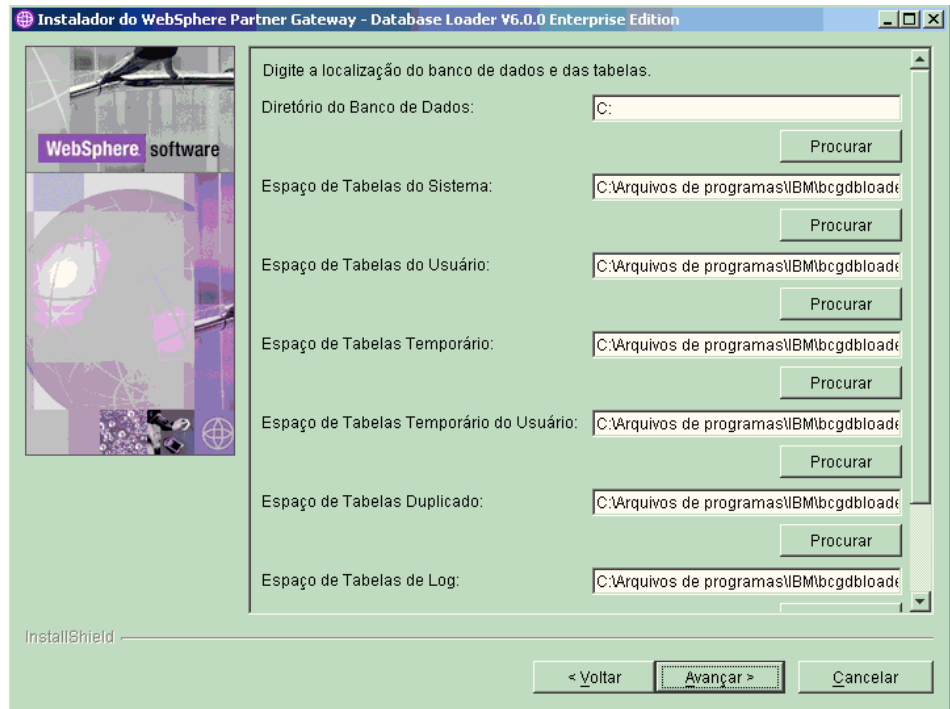 Instalador do WebSphere Partner Gateway - Database Loader V6.0.0 Enterprise Edition
WebSphere software
Digite a localização do banco de dados e das tabelas.
Diretório do Banco de Dados: C:
Procurar
Espaço de Tabelas do Sistema: C:\Arquivos de programas\IBM\bcgdbloade
Procurar
Espaço de Tabelas do Usuário: C:\Arquivos de programas\IBM\bcgdbloade
Procurar
Espaço de Tabelas Temporário: C:\Arquivos de programas\IBM\bcgdbloade
Procurar
Espaço de Tabelas Temporário do Usuário: C:\Arquivos de programas\IBM\bcgdbloade
Procurar
Espaço de Tabelas Duplicado: C:\Arquivos de programas\IBM\bcgdbloade
Procurar
Espaço de Tabelas de Log: C:\Arquivos de programas\IBM\bcgdbloade
InstallShield
< Voltar Avançar > Cancelar